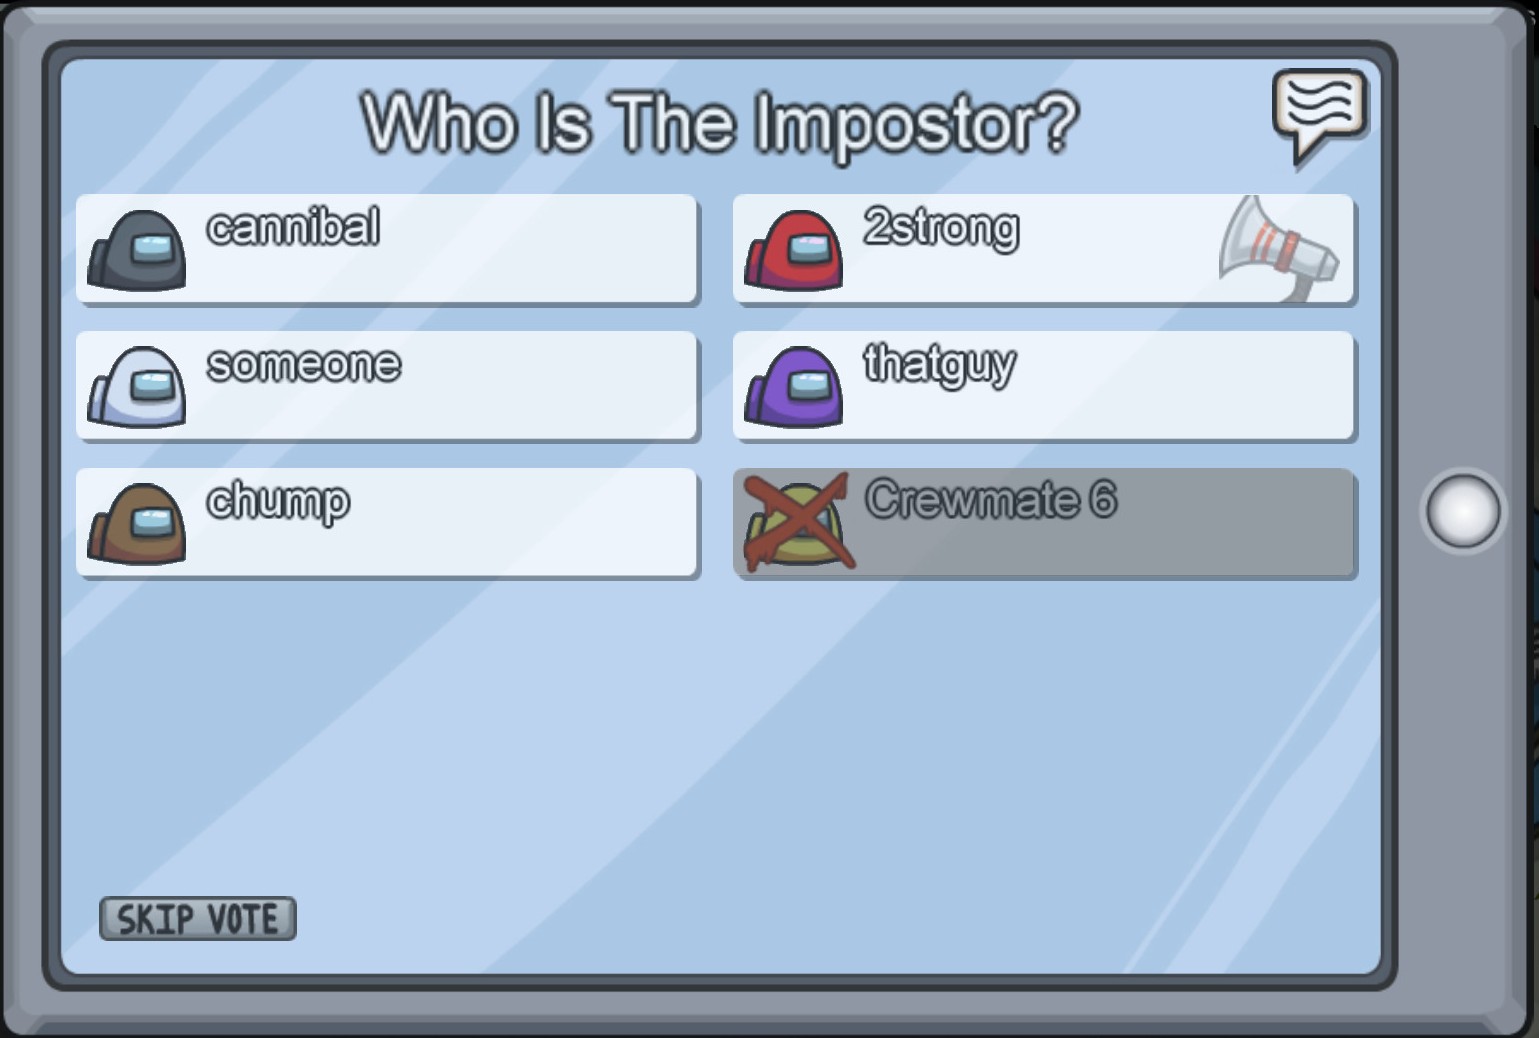 Who Is The Impostor?
cannibal
2strong
someone
thatguy
chump
Crewmate 6
SKIP VOTE